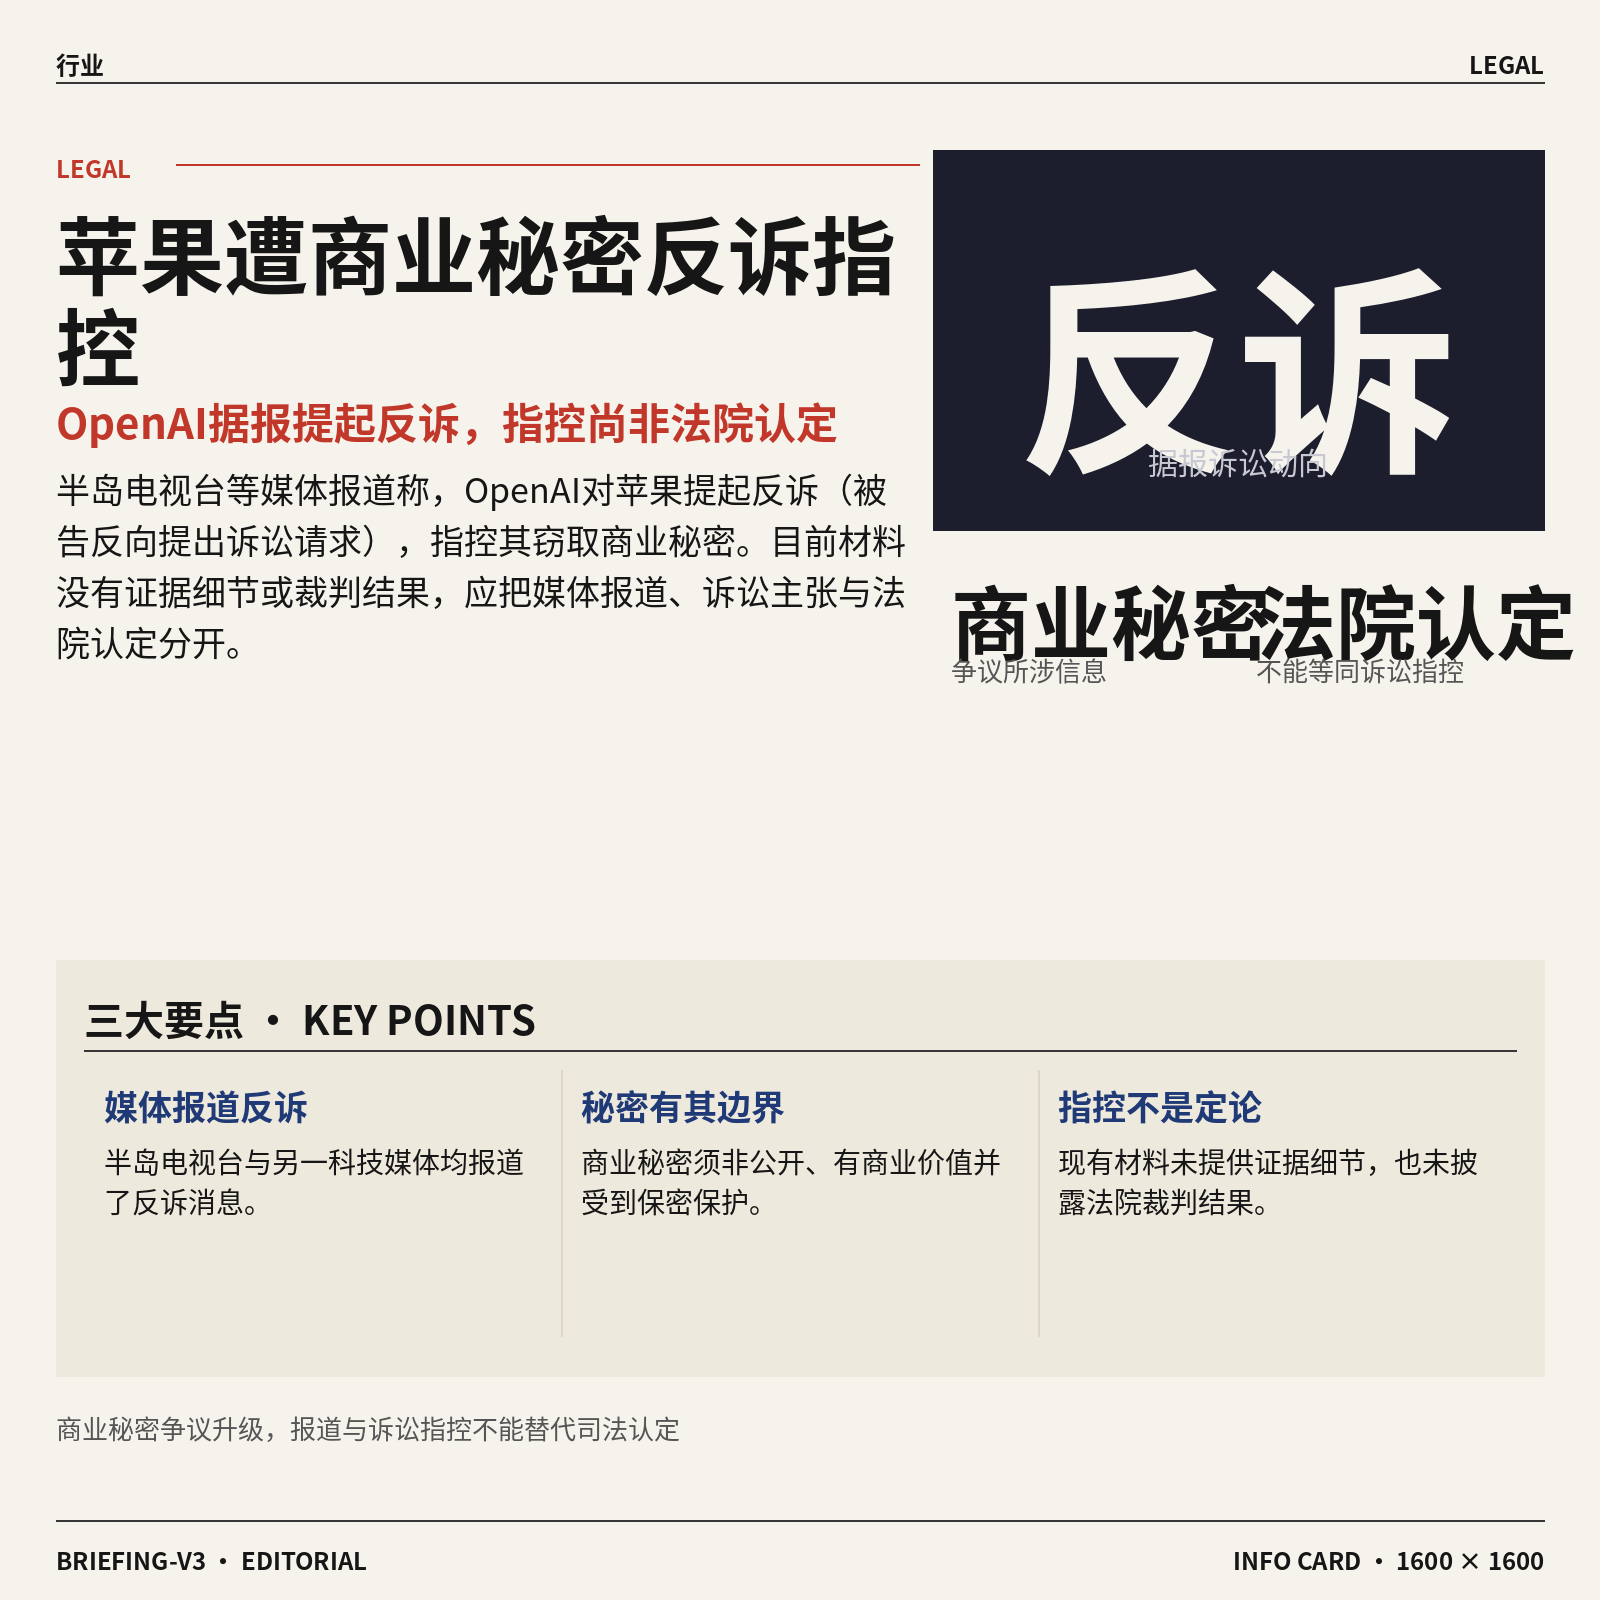 行业
LEGAL
LEGAL
苹果遭商业秘密反诉指
控
OpenAI据报提起反诉，指控尚非法院认定
半岛电视台等媒体报道称，OpenAI对苹果提起反诉（被
告反向提出诉讼请求），指控其窃取商业秘密。目前材料
没有证据细节或裁判结果，应把媒体报道、诉讼主张与法
院认定分开。
反诉
据报诉讼动向
商业秘密
争议所涉信息
法院认定
不能等同诉讼指控
三大要点 · KEY POINTS
媒体报道反诉
半岛电视台与另一科技媒体均报道
了反诉消息。
秘密有其边界
商业秘密须非公开、有商业价值并
受到保密保护。
指控不是定论
现有材料未提供证据细节，也未披
露法院裁判结果。
商业秘密争议升级，报道与诉讼指控不能替代司法认定
BRIEFING-V3 · EDITORIAL
INFO CARD · 1600 × 1600